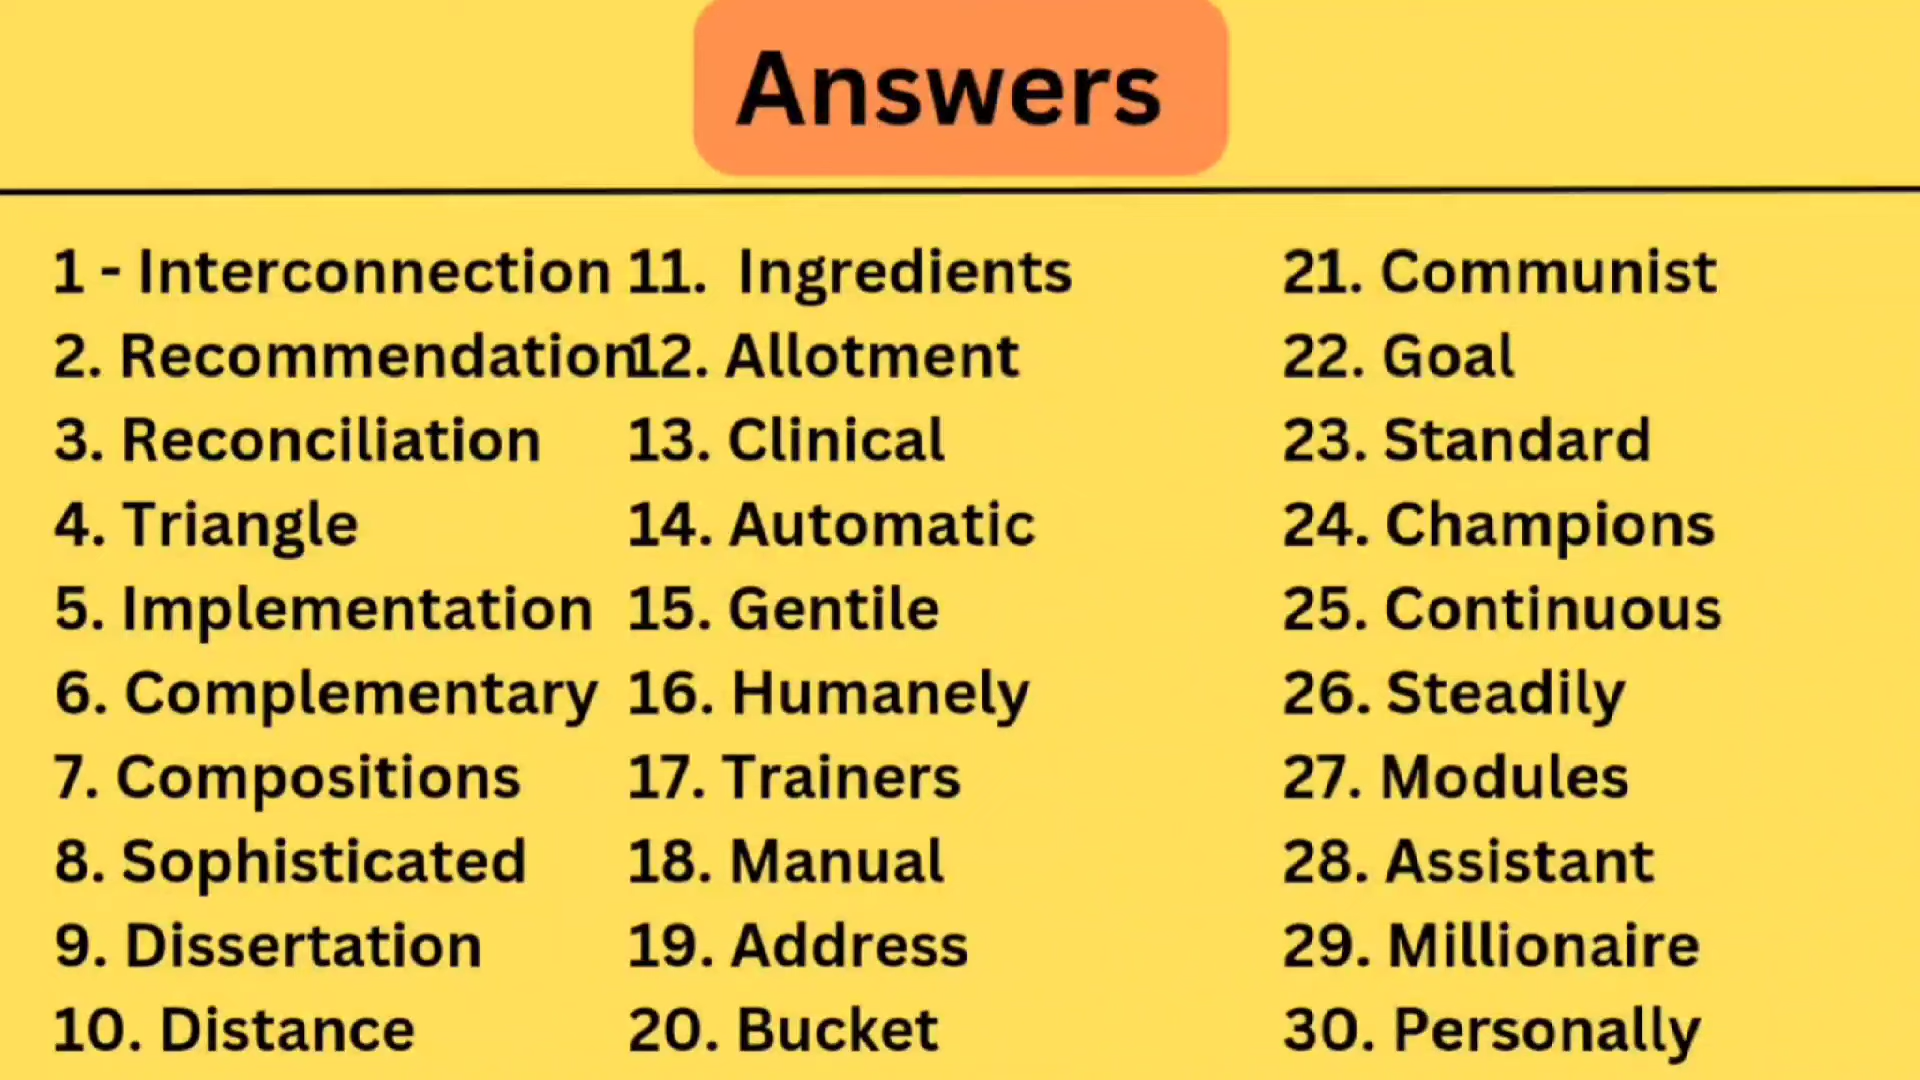 Answers
1 - Interconnection
2. Recommendation
3. Reconciliation
4. Triangle
5. Implementation
6. Complementary
7. Compositions
8. Sophisticated
9. Dissertation
10. Distance
11. Ingredients
12. Allotment
13. Clinical
14. Automatic
15. Gentile
16. Humanely
17. Trainers
18. Manual
19. Address
20. Bucket
21. Communist
22. Goal
23. Standard
24. Champions
25. Continuous
26. Steadily
27. Modules
28. Assistant
29. Millionaire
30. Personally